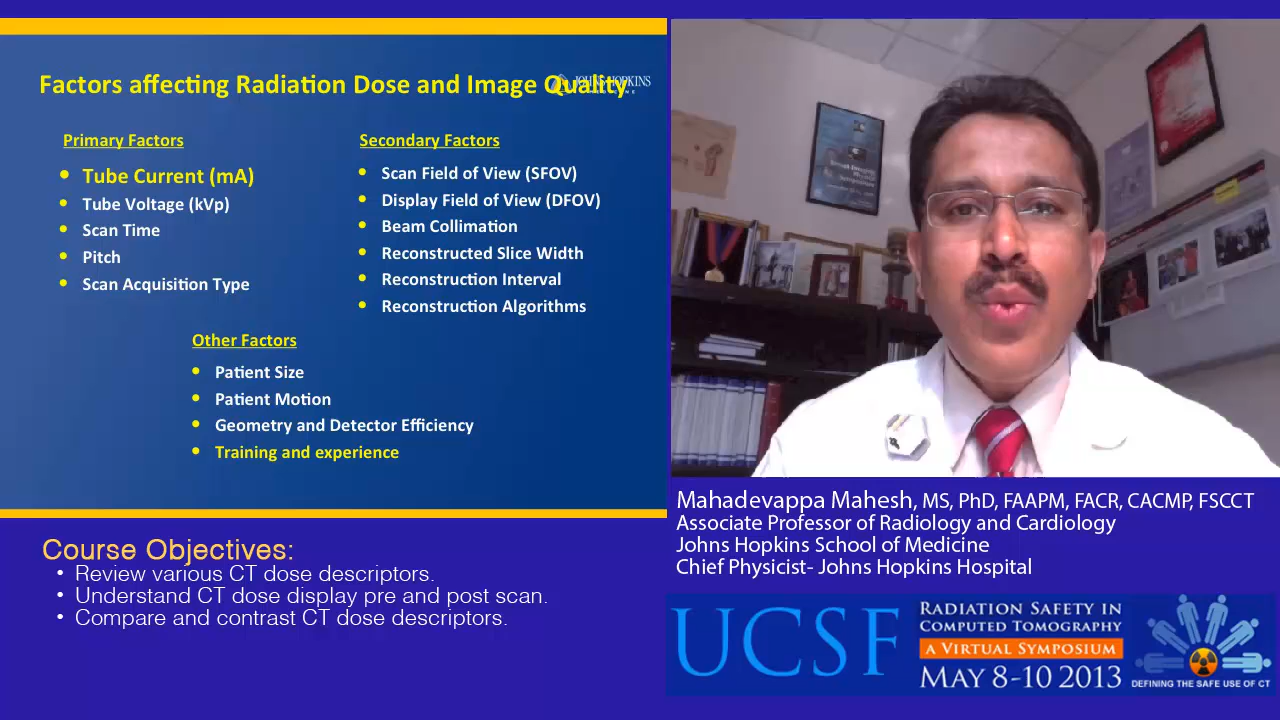 Factors affecting Radiation Dose and Image Quality
JOHNS HOPKINS
Primary Factors
Tube Current (mA)
Tube Voltage (kVp)
Scan Time
Pitch
Scan Acquisition Type
Secondary Factors
Scan Field of View (SFOV)
Display Field of View (DFOV)
Beam Collimation
Reconstructed Slice Width
Reconstruction Interval
Reconstruction Algorithms
Other Factors
Patient Size
Patient Motion
Geometry and Detector Efficiency
Training and experience
Course Objectives:
• Review various CT dose descriptors.
• Understand CT dose display pre and post scan.
• Compare and contrast CT dose descriptors.
Mahadevappa Mahesh, MS, PhD, FAAPM, FACR, CACMP, FSCCT
Associate Professor of Radiology and Cardiology
Johns Hopkins School of Medicine
Chief Physicist- Johns Hopkins Hospital
UCSF
RADIATION SAFETY IN
COMPUTED TOMOGRAPHY
A VIRTUAL SYMPOSIUM
MAY 8-10 2013
DEFINING THE SAFE USE OF CT